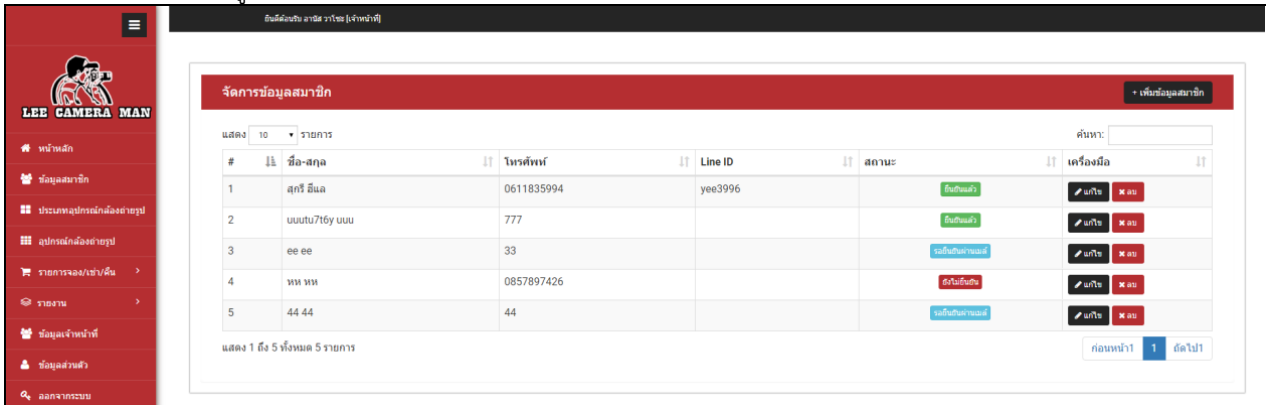 ยินดีต้อนรับ อานัส วาโซะ [เจ้าหน้าที่]
LEE CAMERA MAN
หน้าหลัก
ข้อมูลสมาชิก
ประเภทอุปกรณ์กล้องถ่ายรูป
อุปกรณ์กล้องถ่ายรูป
รายการจอง/เช่า/คืน
รายงาน
ข้อมูลเจ้าหน้าที่
ข้อมูลส่วนตัว
ออกจากระบบ
จัดการข้อมูลสมาชิก + เพิ่มข้อมูลสมาชิก
แสดง 10 รายการ ค้นหา:
# ชื่อ-สกุล โทรศัพท์ Line ID สถานะ เครื่องมือ
1 สุกรี ฮีแล 0611835994 yee3996 ยืนยันแล้ว แก้ไข ลบ
2 uuutu7t6y uuu 777 ยืนยันแล้ว แก้ไข ลบ
3 ee ee 33 รอยืนยันผ่านเมล์ แก้ไข ลบ
4 หห หห 0857897426 ยังไม่ยืนยัน แก้ไข ลบ
5 44 44 44 รอยืนยันผ่านเมล์ แก้ไข ลบ
แสดง 1 ถึง 5 ทั้งหมด 5 รายการ ก่อนหน้า1 1 ถัดไป1